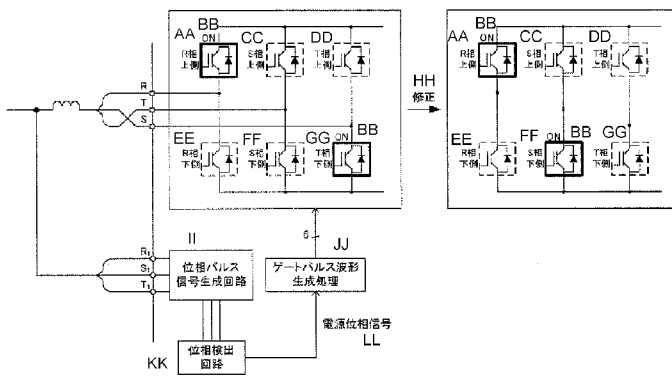 AA
BB
ON
R相
上側
CC
S相
上側
DD
T相
上側
EE
R相
下側
FF
S相
下側
GG
ON
BB
T相
下側
R
T
S
HH
修正
AA
BB
ON
R相
上側
CC
S相
上側
DD
T相
上側
EE
R相
下側
FF
ON
BB
S相
下側
GG
T相
下側
6
II
JJ
R1
S1
T1
位相パルス
信号生成回路
ゲートパルス波形
生成処理
電源位相信号
LL
KK
位相検出
回路